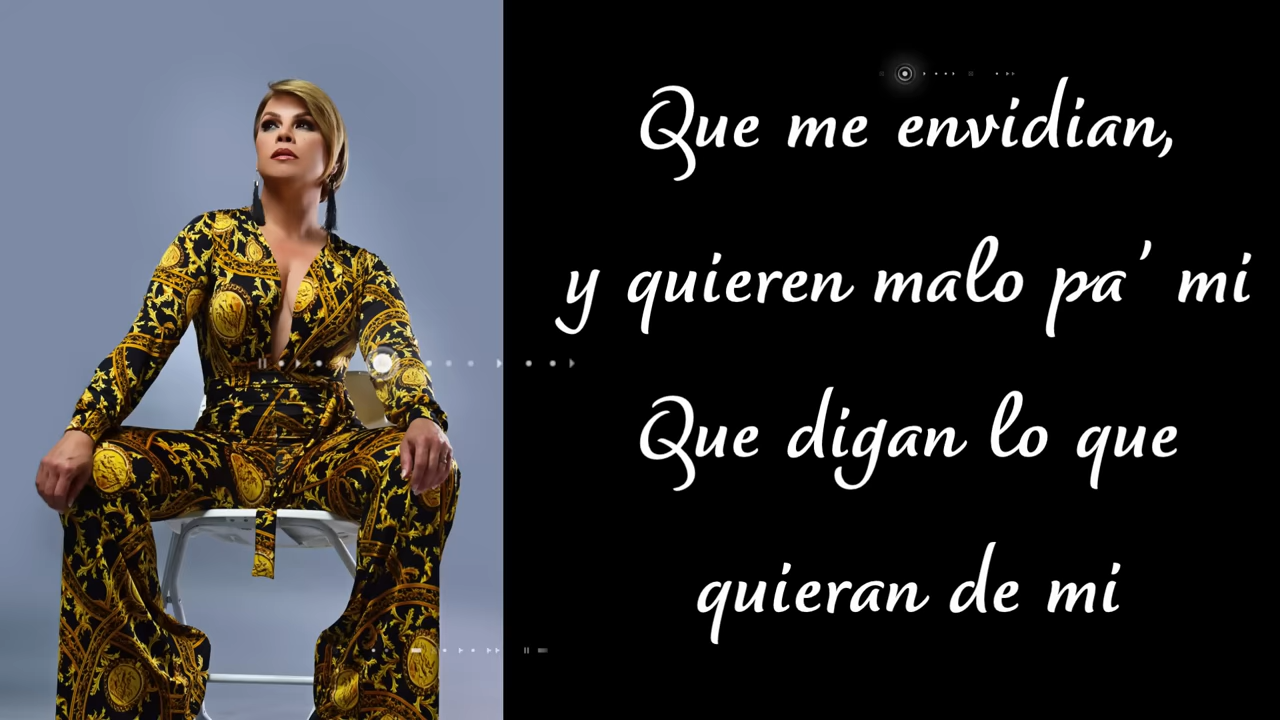 Que me envidian,
y quieren malo pa' mi
Que digan lo que
quieran de mi